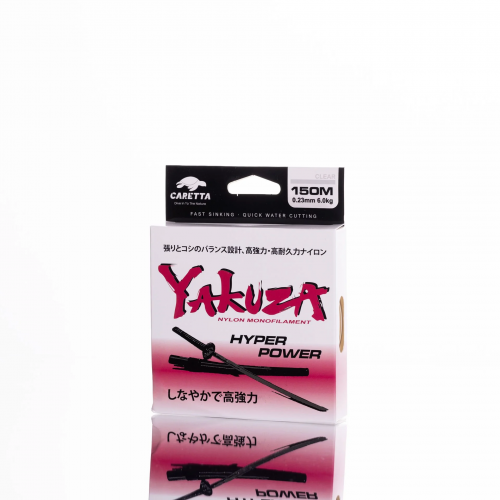 CLEAR
150M
0.23mm 6.0kg
CARETTA
FAST SINKING - QUICK WATER CUTTING
張りとコシのバランス設計、高強力・高耐久力ナイロン
YAKUZA
NYLON MONOFILAMENT
HYPER
POWER
しなやかで高強力